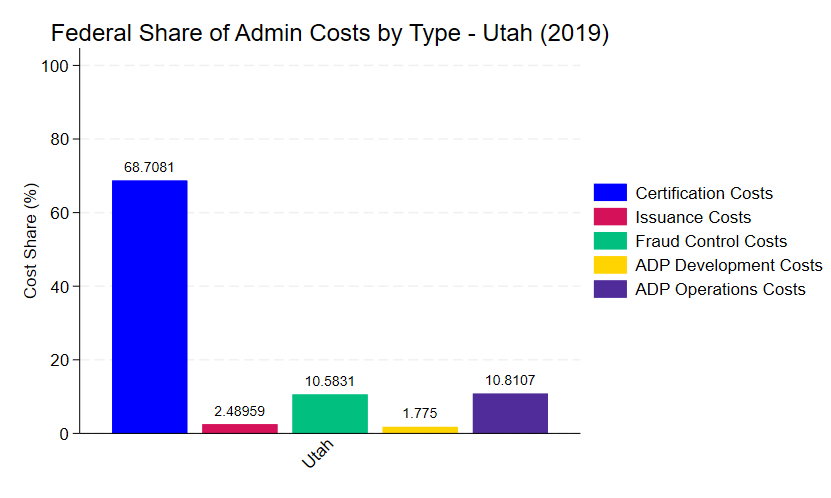 Federal Share of Admin Costs by Type - Utah (2019)
100
80
60
40
20
0
Cost Share (%)
68.7081
2.48959
10.5831
1.775
10.8107
Utah
Certification Costs
Issuance Costs
Fraud Control Costs
ADP Development Costs
ADP Operations Costs